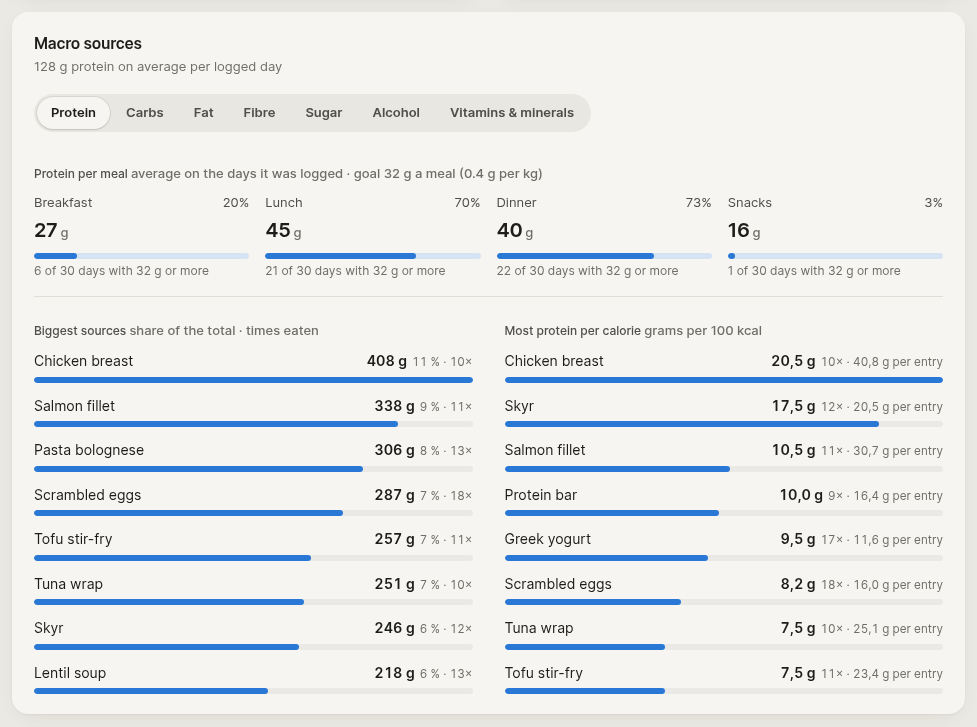 Macro sources
128 g protein on average per logged day
Protein Carbs Fat Fibre Sugar Alcohol Vitamins & minerals
Protein per meal average on the days it was logged · goal 32 g a meal (0.4 g per kg)
Breakfast 20% Lunch 70% Dinner 73% Snacks 3%
27 g 45 g 40 g 16 g
6 of 30 days with 32 g or more 21 of 30 days with 32 g or more 22 of 30 days with 32 g or more 1 of 30 days with 32 g or more
Biggest sources share of the total · times eaten
Chicken breast 408 g 11 % · 10×
Salmon fillet 338 g 9 % · 11×
Pasta bolognese 306 g 8 % · 13×
Scrambled eggs 287 g 7 % · 18×
Tofu stir-fry 257 g 7 % · 11×
Tuna wrap 251 g 7 % · 10×
Skyr 246 g 6 % · 12×
Lentil soup 218 g 6 % · 13×
Most protein per calorie grams per 100 kcal
Chicken breast 20,5 g 10× · 40,8 g per entry
Skyr 17,5 g 12× · 20,5 g per entry
Salmon fillet 10,5 g 11× · 30,7 g per entry
Protein bar 10,0 g 9× · 16,4 g per entry
Greek yogurt 9,5 g 17× · 11,6 g per entry
Scrambled eggs 8,2 g 18× · 16,0 g per entry
Tuna wrap 7,5 g 10× · 25,1 g per entry
Tofu stir-fry 7,5 g 11× · 23,4 g per entry